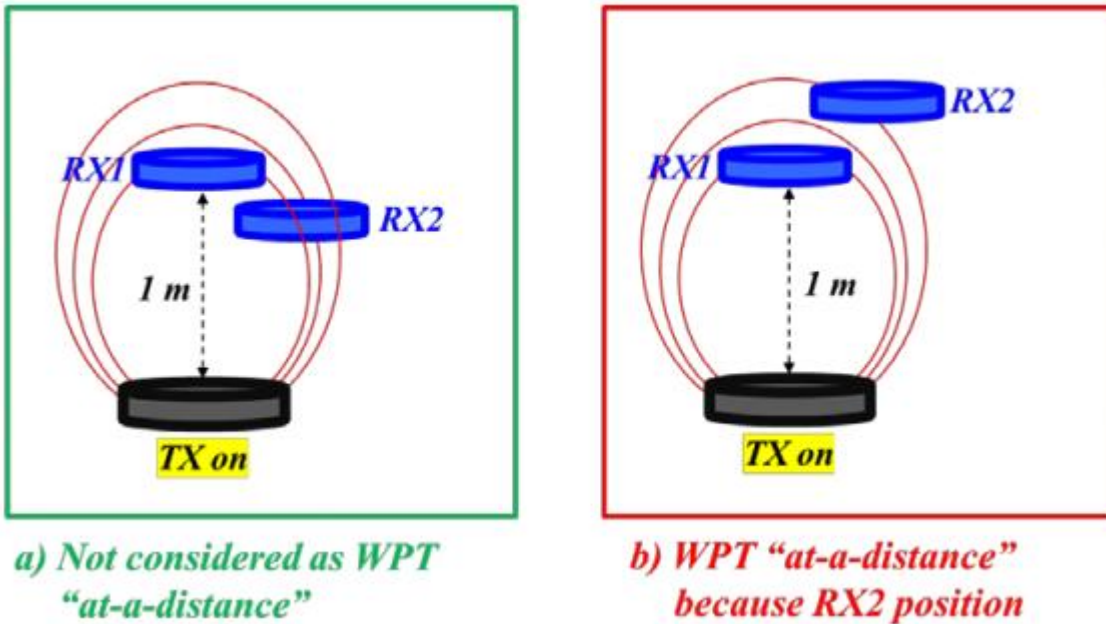 RX1
RX2
1 m
TX on
a) Not considered as WPT
“at-a-distance”
RX2
RX1
1 m
TX on
b) WPT “at-a-distance”
because RX2 position